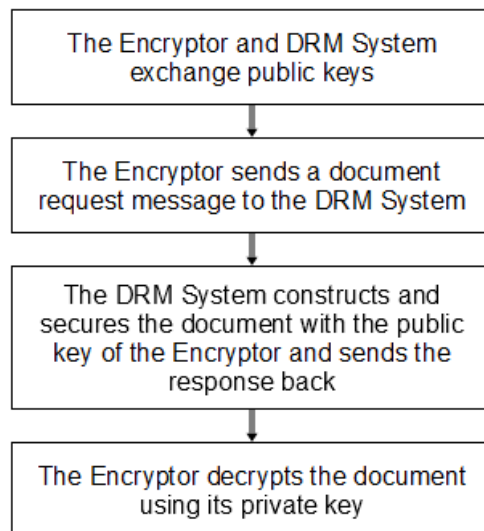 The Encryptor and DRM System
exchange public keys
The Encryptor sends a document
request message to the DRM System
The DRM System constructs and
secures the document with the public
key of the Encryptor and sends the
response back
The Encryptor decrypts the document
using its private key